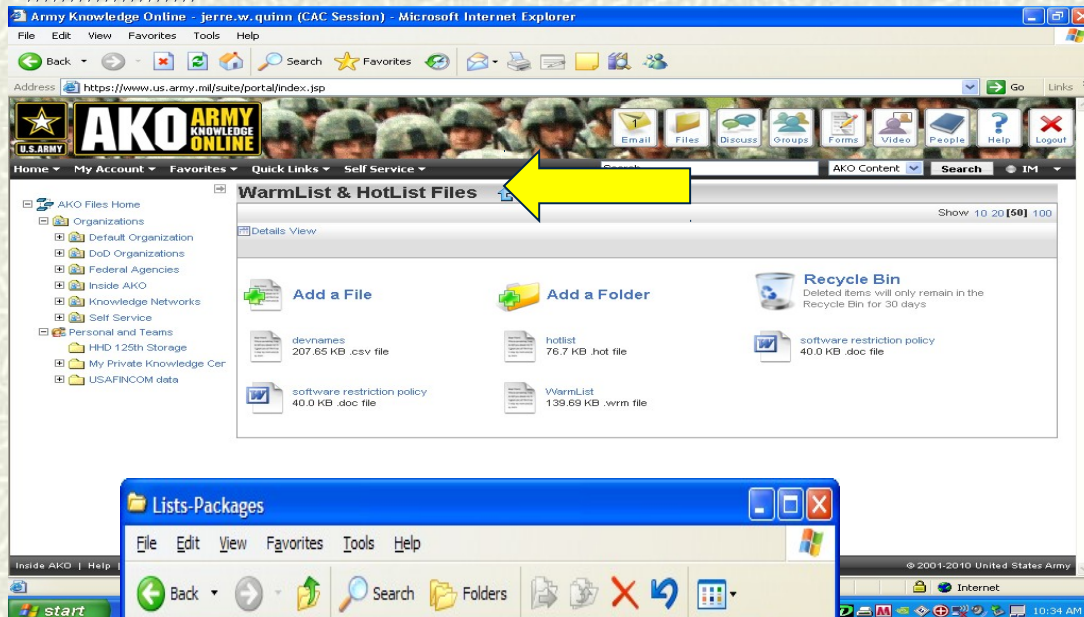 Army Knowledge Online - jerre.w.quinn (CAC Session) - Microsoft Internet Explorer
File Edit View Favorites Tools Help
Back Search Favorites
Address https://www.us.army.mil/suite/portal/index.jsp Go Links
U.S.ARMY AKO ARMY KNOWLEDGE ONLINE Email Files Discuss Groups Forms Video People Help Logout
Home My Account Favorites Quick Links Self Service AKO Content Search IM
WarmList & HotList Files
Show 10 20 [50] 100
Details View
AKO Files Home
Organizations
Default Organization
DoD Organizations
Federal Agencies
Inside AKO
Knowledge Networks
Self Service
Personal and Teams
HHD 125th Storage
My Private Knowledge Cer
USAFINCOM data
Add a File
Add a Folder
Recycle Bin
Deleted items will only remain in the
Recycle Bin for 30 days
devnames
207.65 KB .csv file
hotlist
76.7 KB .hot file
software restriction policy
40.0 KB .doc file
software restriction policy
40.0 KB .doc file
WarmList
139.69 KB .wrm file
Lists-Packages
File Edit View Favorites Tools Help
Back Search Folders
Inside AKO | Help |
© 2001-2010 United States Army
Internet
start
10:34 AM